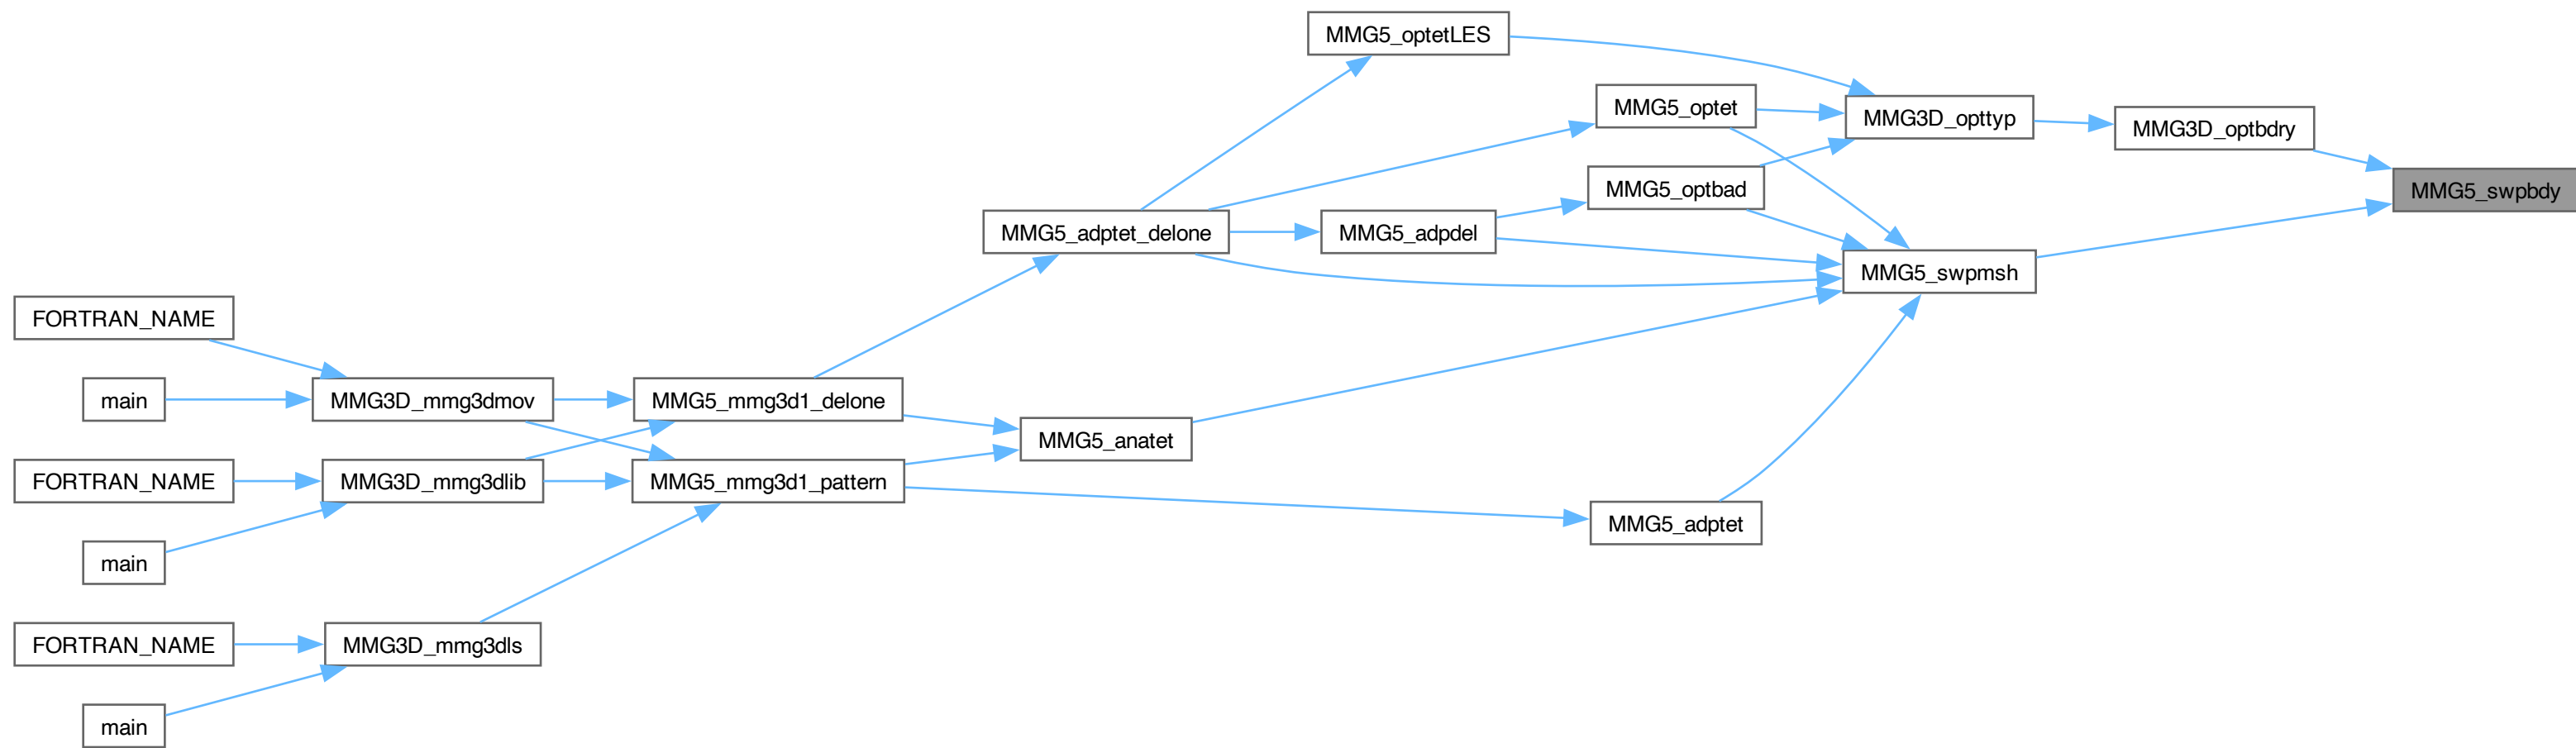 MMG5_optetLES
MMG5_optet
MMG3D_opttyp
MMG3D_optbdry
MMG5_optbad
MMG5_swpbdy
MMG5_adptet_delone
MMG5_adpdel
MMG5_swpmsh
FORTRAN_NAME
main
MMG3D_mmg3dmov
MMG5_mmg3d1_delone
MMG5_anatet
FORTRAN_NAME
MMG3D_mmg3dlib
MMG5_mmg3d1_pattern
MMG5_adptet
main
FORTRAN_NAME
MMG3D_mmg3dls
main